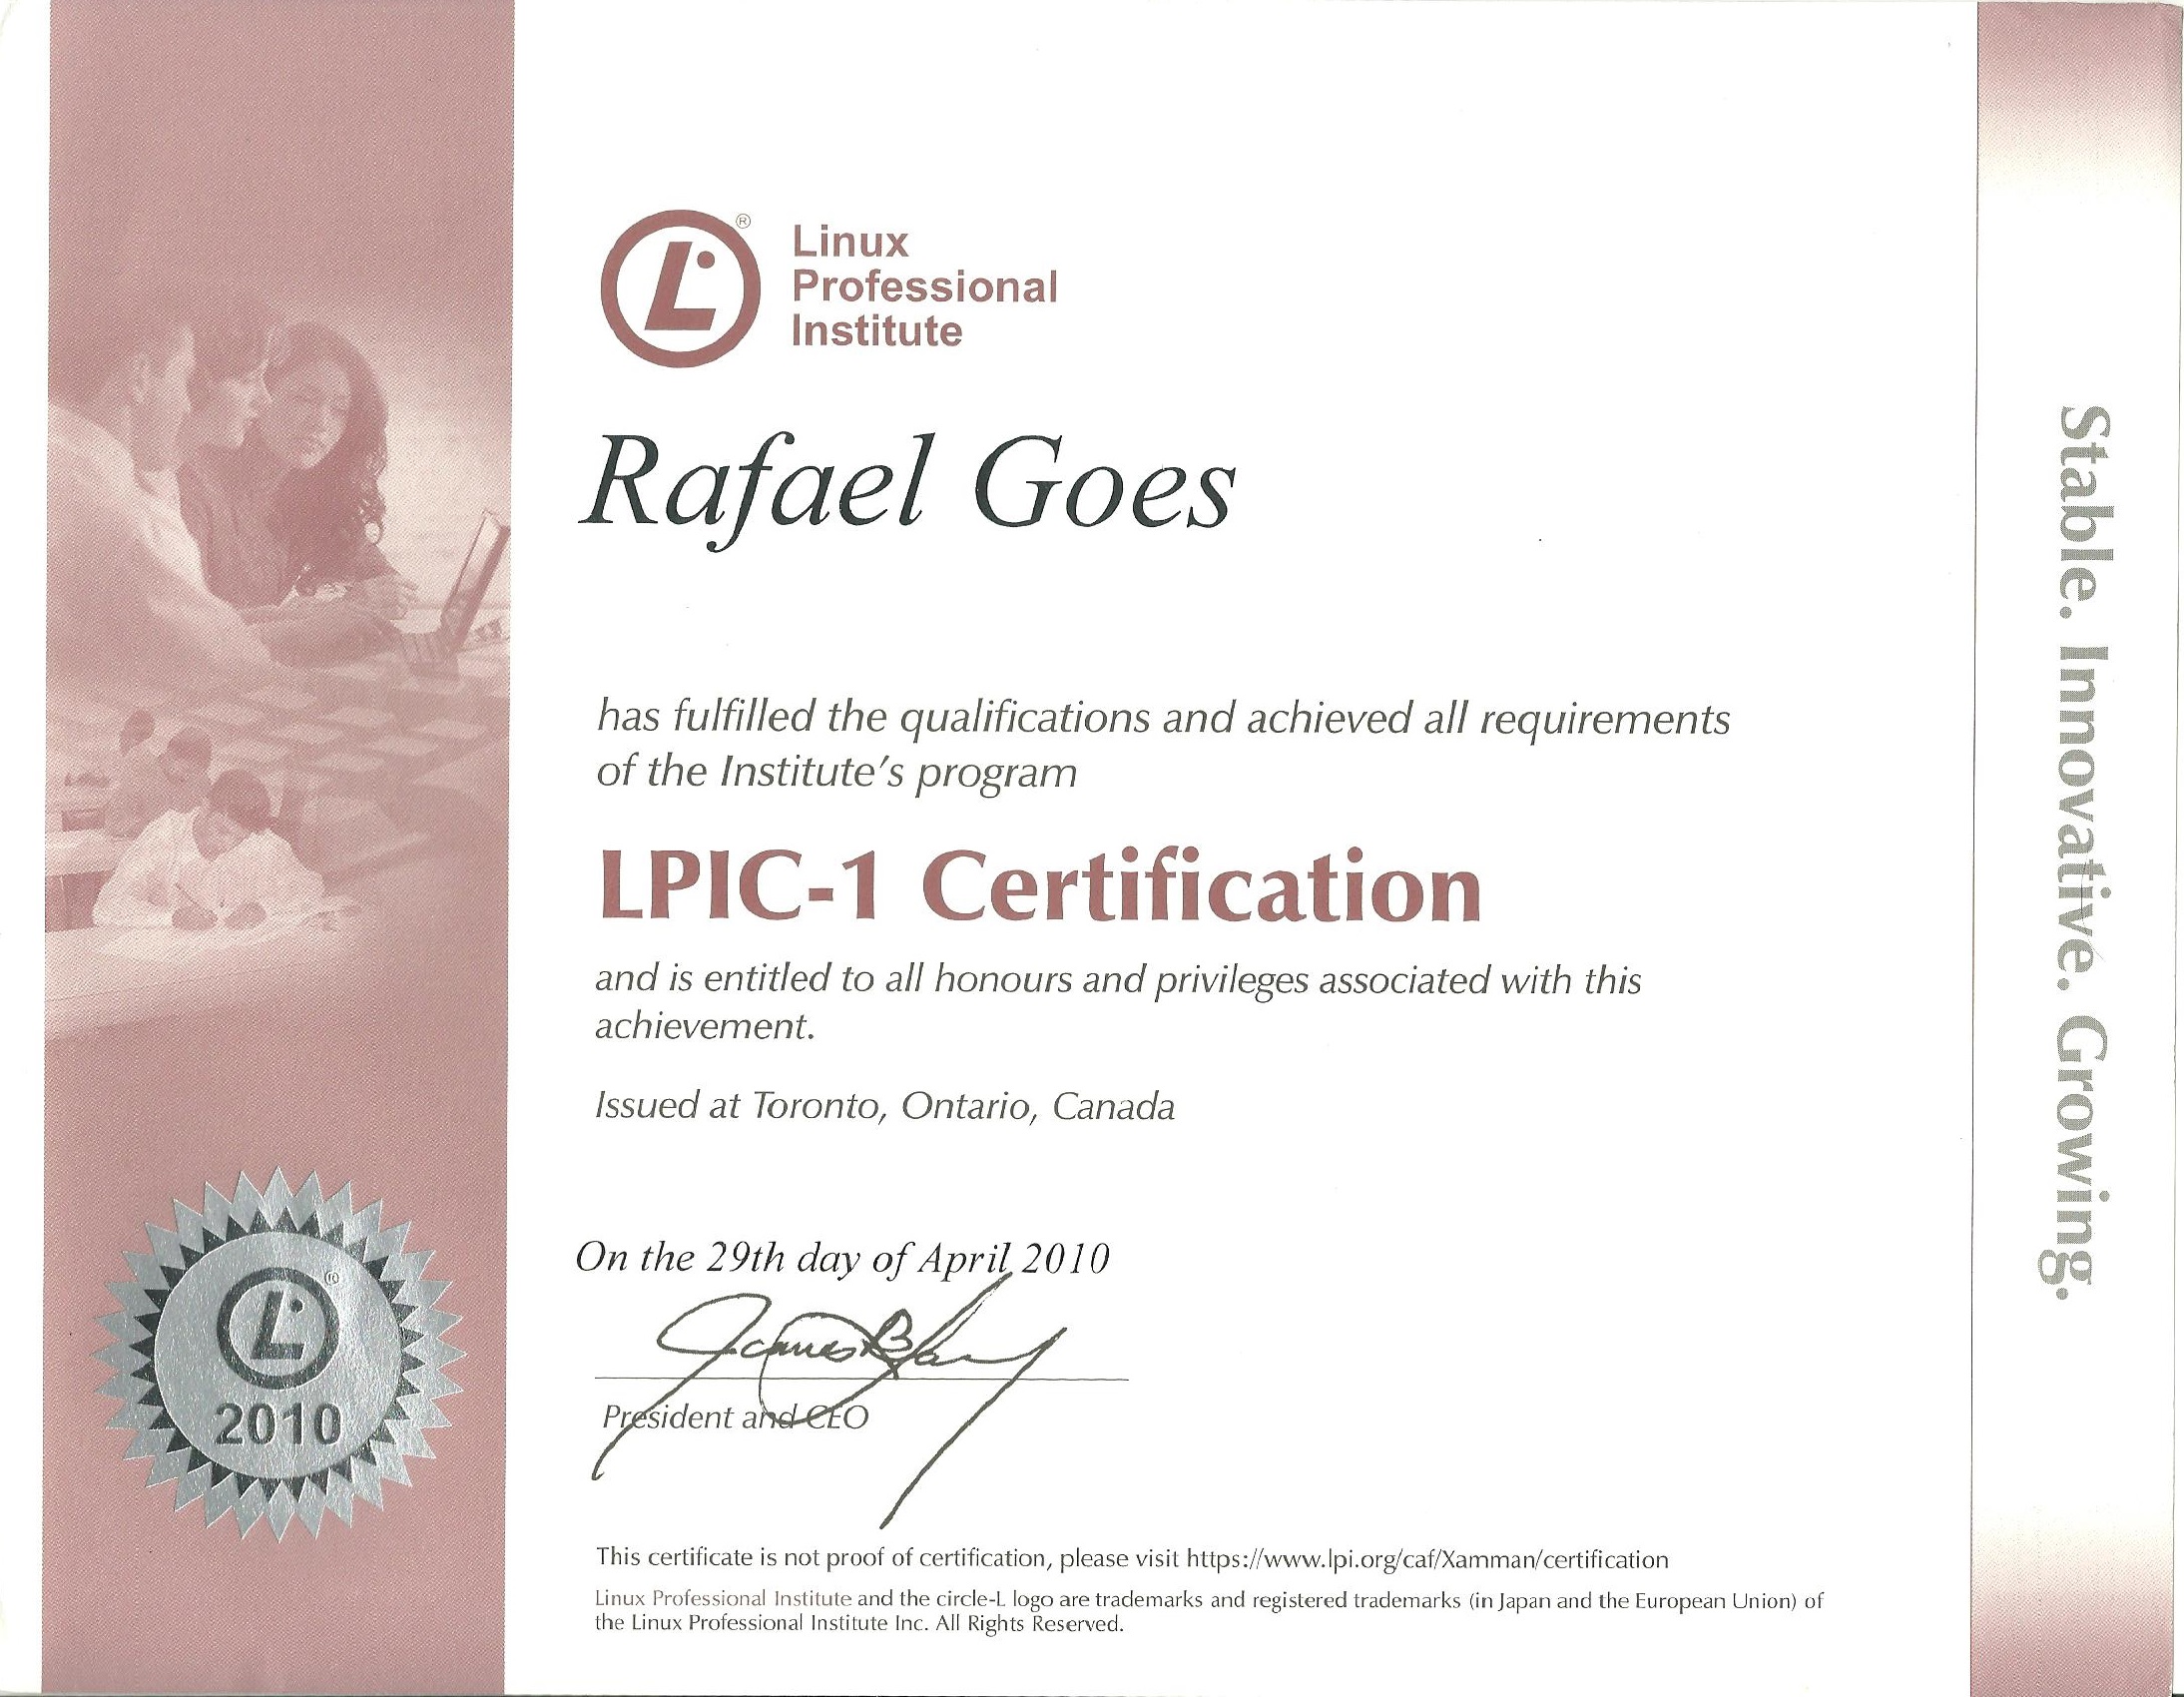 Linux
Professional
Institute
Rafael Goes
has fulfilled the qualifications and achieved all requirements
of the Institute's program
LPIC-1 Certification
and is entitled to all honours and privileges associated with this
achievement.
Issued at Toronto, Ontario, Canada
On the 29th day of April 2010
President and CEO
This certificate is not proof of certification, please visit https://www.lpi.org/caf/Xamman/certification
Linux Professional Institute and the circle-L logo are trademarks and registered trademarks (in Japan and the European Union) of
the Linux Professional Institute Inc. All Rights Reserved.
L
2010
Stable. Innovative. Growing.